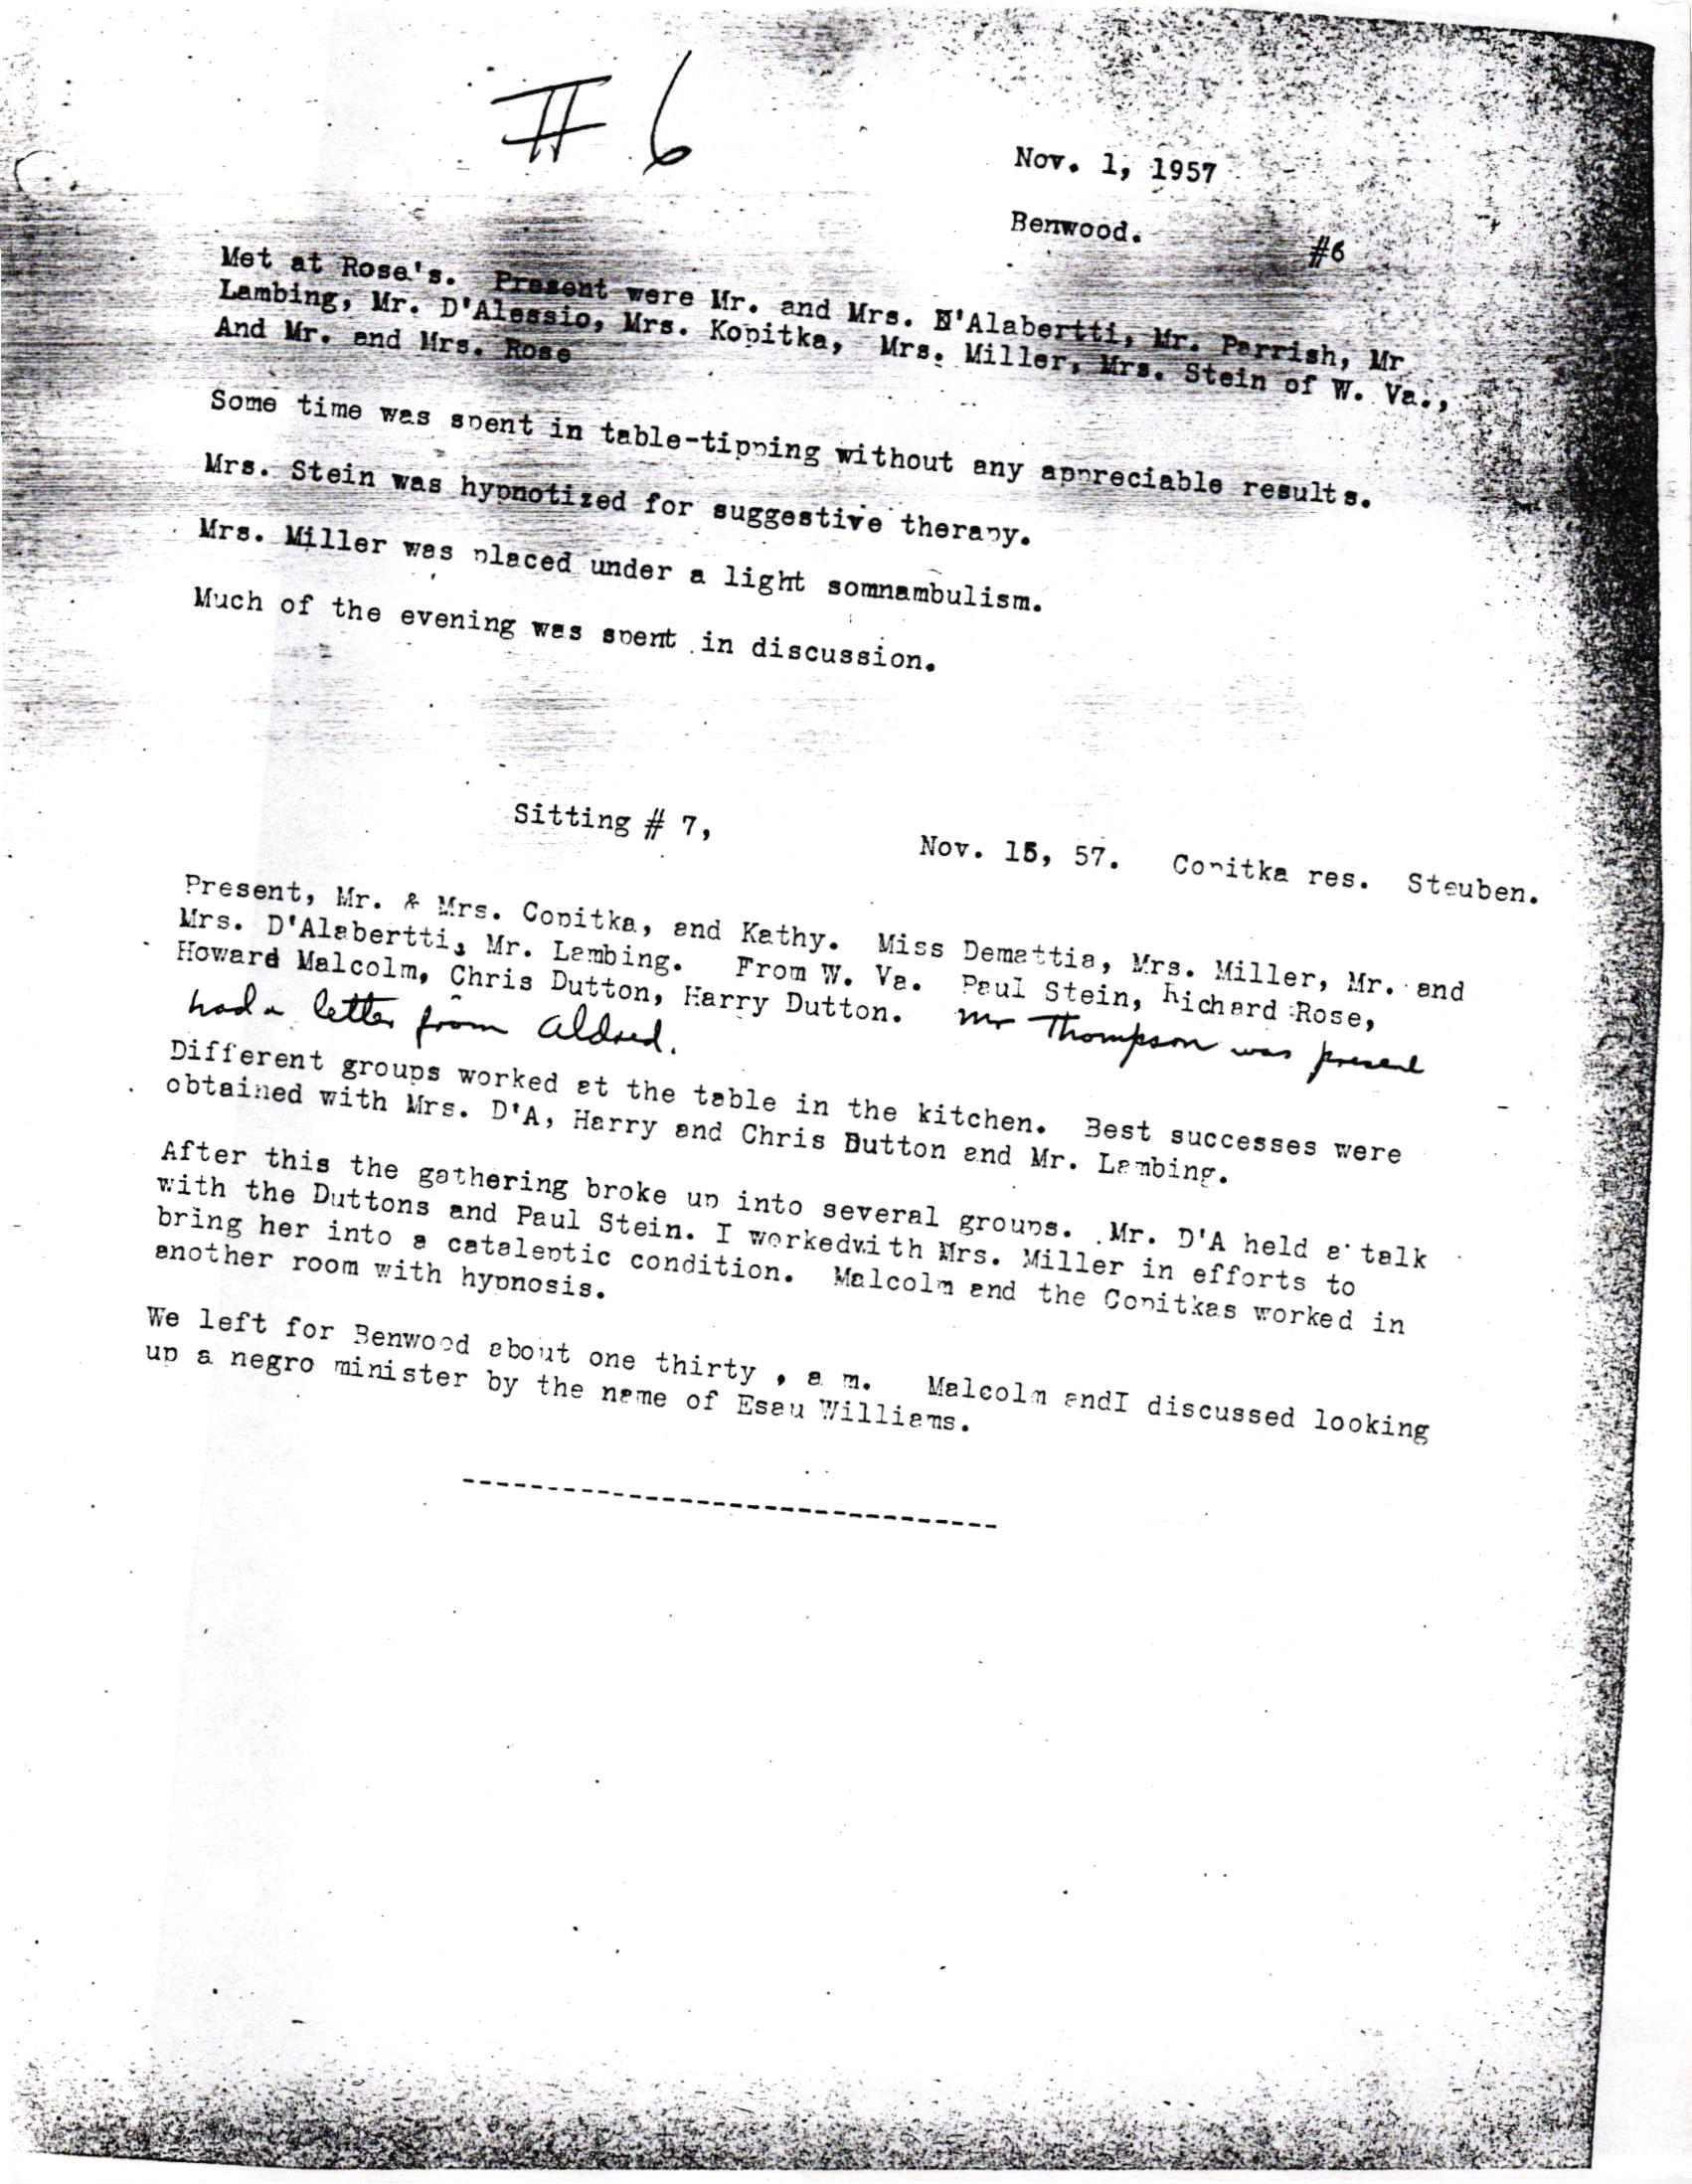 # 6
Nov. 1, 1957
Benwood.
#6
Met at Rose's. Present were Mr. and Mrs. D'Alabertti, Mr. Parrish, Mr
Lambing, Mr. D'Alessio, Mrs. Kopitka, Mrs. Miller, Mrs. Stein of W. Va.,
And Mr. and Mrs. Rose
Some time was spent in table-tipping without any appreciable results.
Mrs. Stein was hypnotized for suggestive therapy.
Mrs. Miller was placed under a light somnambulism.
Much of the evening was spent in discussion.
Sitting # 7,
Nov. 15, 57. Copitka res. Steuben.
Present, Mr. & Mrs. Copitka, and Kathy. Miss Demattia, Mrs. Miller, Mr. and
Mrs. D'Alabertti, Mr. Lambing. From W. Va. Paul Stein, Richard Rose,
Howard Malcolm, Chris Dutton, Harry Dutton. Mr Thompson was present
had a letter from Aldred.
Different groups worked at the table in the kitchen. Best successes were
obtained with Mrs. D'A, Harry and Chris Dutton and Mr. Lambing.
After this the gathering broke up into several groups. Mr. D'A held a talk
with the Duttons and Paul Stein. I workedwith Mrs. Miller in efforts to
bring her into a cataleptic condition. Malcolm and the Copitkas worked in
another room with hypnosis.
We left for Benwood about one thirty , a m. Malcolm andI discussed looking
up a negro minister by the name of Esau Williams.
--------------------------------